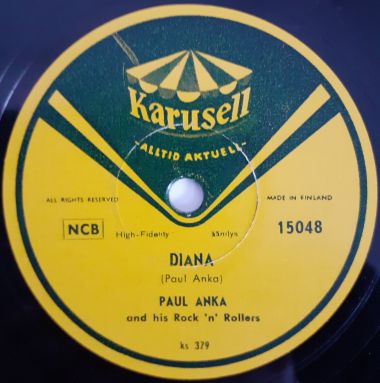 Karusell
-ALLTID AKTUELL-
ALL RIGHTS RESERVED
MADE IN FINLAND
NCB
High-Fidelity
15048
DIANA
(Paul Anka)
PAUL ANKA
and his Rock 'n' Rollers
ks 379